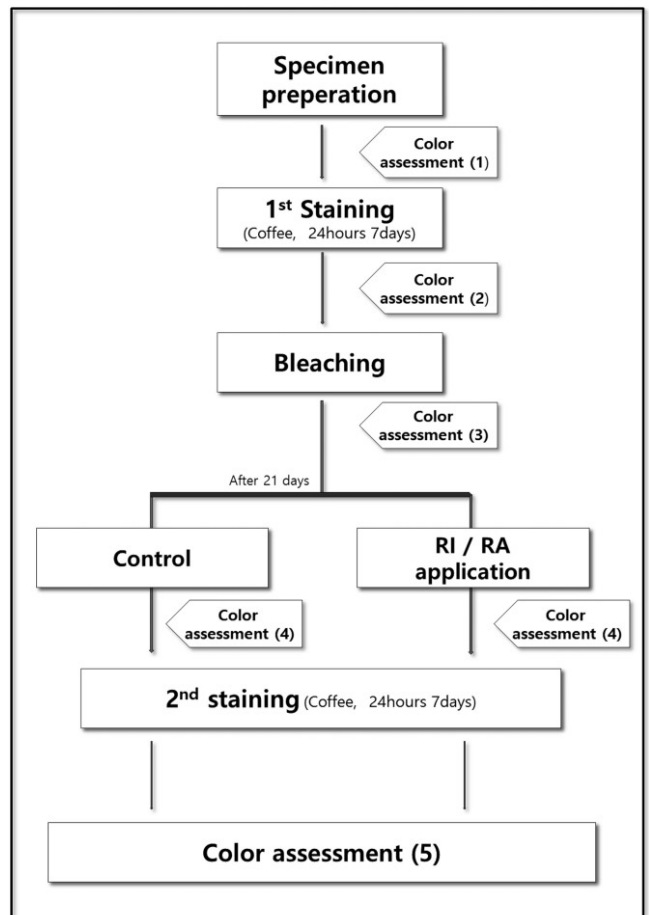 Specimen
preperation
Color
assessment (1)
1st Staining
(Coffee, 24hours 7days)
Color
assessment (2)
Bleaching
Color
assessment (3)
After 21 days
Control
RI / RA
application
Color
assessment (4)
Color
assessment (4)
2nd staining (Coffee, 24hours 7days)
Color assessment (5)